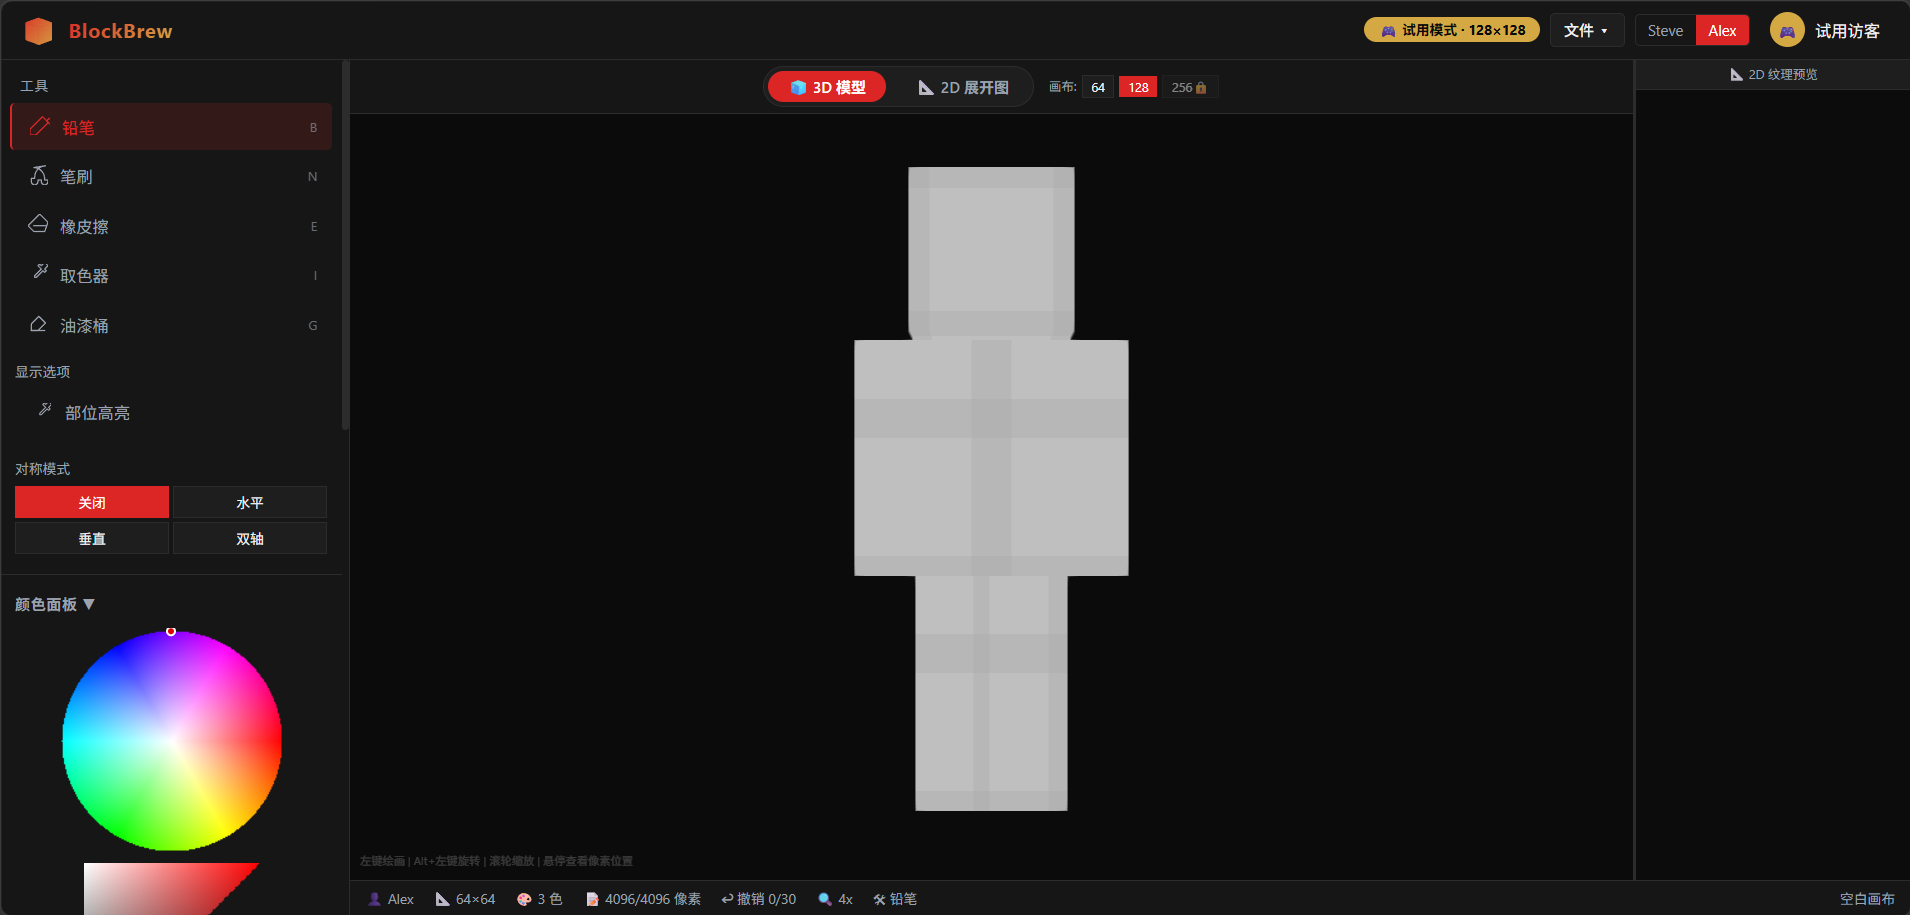 BlockBrew
试用模式 · 128×128
文件 ▾
Steve
Alex
试用访客
工具
铅笔 B
笔刷 N
橡皮擦 E
取色器 I
油漆桶 G
显示选项
部位高亮
对称模式
关闭
水平
垂直
双轴
颜色面板 ▼
3D 模型
2D 展开图
画布: 64 128 256
2D 纹理预览
左键绘画 | Alt+左键旋转 | 滚轮缩放 | 悬停查看像素位置
Alex 64×64 3 色 4096/4096 像素 撤销 0/30 4x 铅笔
空白画布